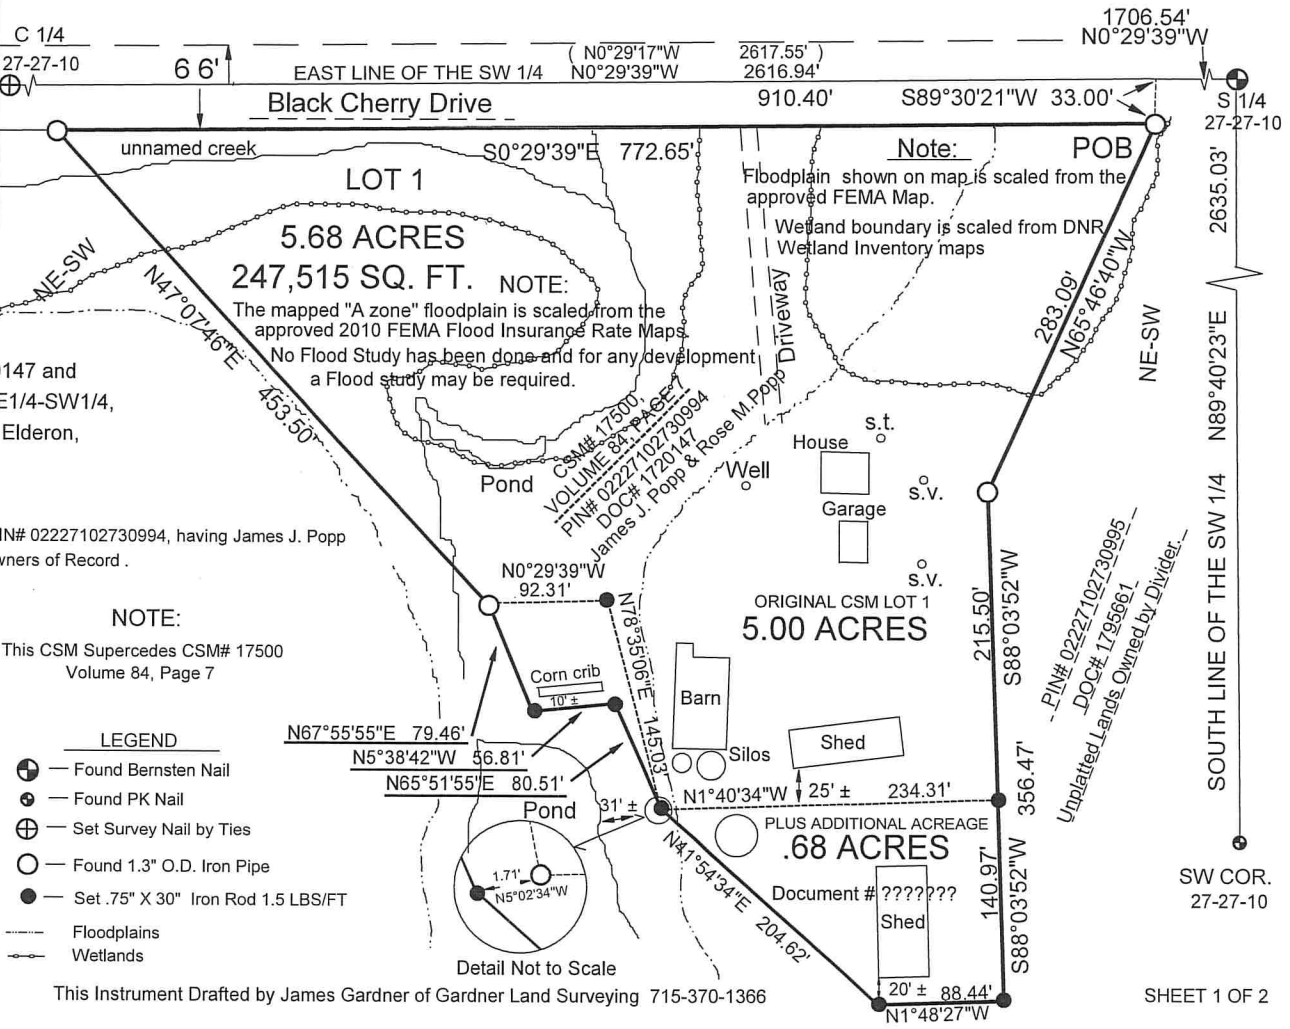 1706.54'
N0°29'39"W
C 1/4
27-27-10
6 6'
( N0°29'17"W 2617.55' )
EAST LINE OF THE SW 1/4 N0°29'39"W 2616.94'
Black Cherry Drive
910.40' S89°30'21"W 33.00'
S 1/4
27-27-10
unnamed creek
S0°29'39"E 772.65'
POB
Note:
Floodplain shown on map is scaled from the
approved FEMA Map.
Wetland boundary is scaled from DNR
Wetland Inventory maps
LOT 1
5.68 ACRES
247,515 SQ. FT.
NOTE:
The mapped "A zone" floodplain is scaled from the
approved 2010 FEMA Flood Insurance Rate Maps.
No Flood Study has been done and for any development
a Flood study may be required.
NE-SW
N47°07'46"E
453.50'
Driveway
283.09'
N65°46'40"W
NE-SW
2635.03'
N89°40'23"E
SOUTH LINE OF THE SW 1/4
0147 and
E1/4-SW1/4,
Elderon,
CSM# 17500,
VOLUME 84, PAGE 7
PIN# 02227102730994
DOC# 1720147
James J. Popp & Rose M.Popp
Pond
Well
House
s.t.
s.v.
Garage
s.v.
IN# 02227102730994, having James J. Popp
wners of Record .
NOTE:
This CSM Supercedes CSM# 17500
Volume 84, Page 7
N0°29'39"W
92.31'
N78°35'06"E 145.03'
ORIGINAL CSM LOT 1
5.00 ACRES
215.50'
S88°03'52"W
PIN# 02227102730995
DOC# 1795661
Unplatted Lands Owned by Divider.
Corn crib
10' ±
Barn
Silos
Shed
N67°55'55"E 79.46'
N5°38'42"W 56.81'
N65°51'55"E 80.51'
LEGEND
Found Bernsten Nail
Found PK Nail
Set Survey Nail by Ties
Found 1.3" O.D. Iron Pipe
Set .75" X 30" Iron Rod 1.5 LBS/FT
Floodplains
Wetlands
Pond
31' ±
N1°40'34"W 25' ± 234.31'
356.47'
PLUS ADDITIONAL ACREAGE
.68 ACRES
Document # ???????
Shed
140.97'
S88°03'52"W
N41°54'34"E 204.62'
1.71'
N5°02'34"W
Detail Not to Scale
20' ± 88.44'
N1°48'27"W
SW COR.
27-27-10
This Instrument Drafted by James Gardner of Gardner Land Surveying 715-370-1366
SHEET 1 OF 2